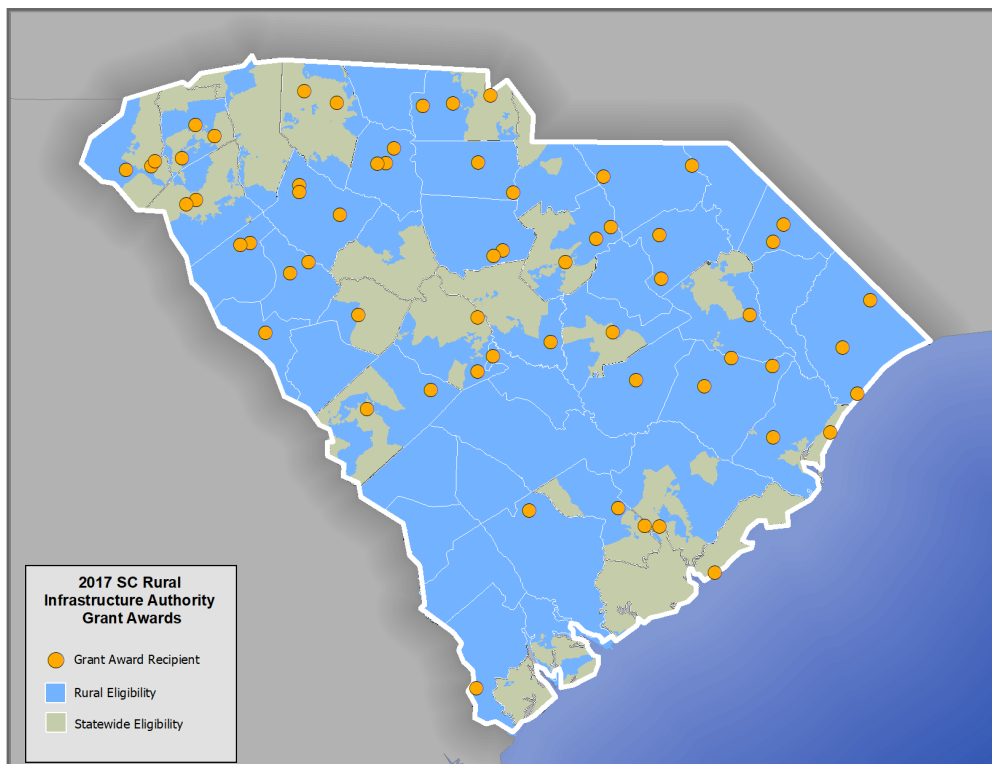 2017 SC Rural
Infrastructure Authority
Grant Awards
Grant Award Recipient
Rural Eligibility
Statewide Eligibility